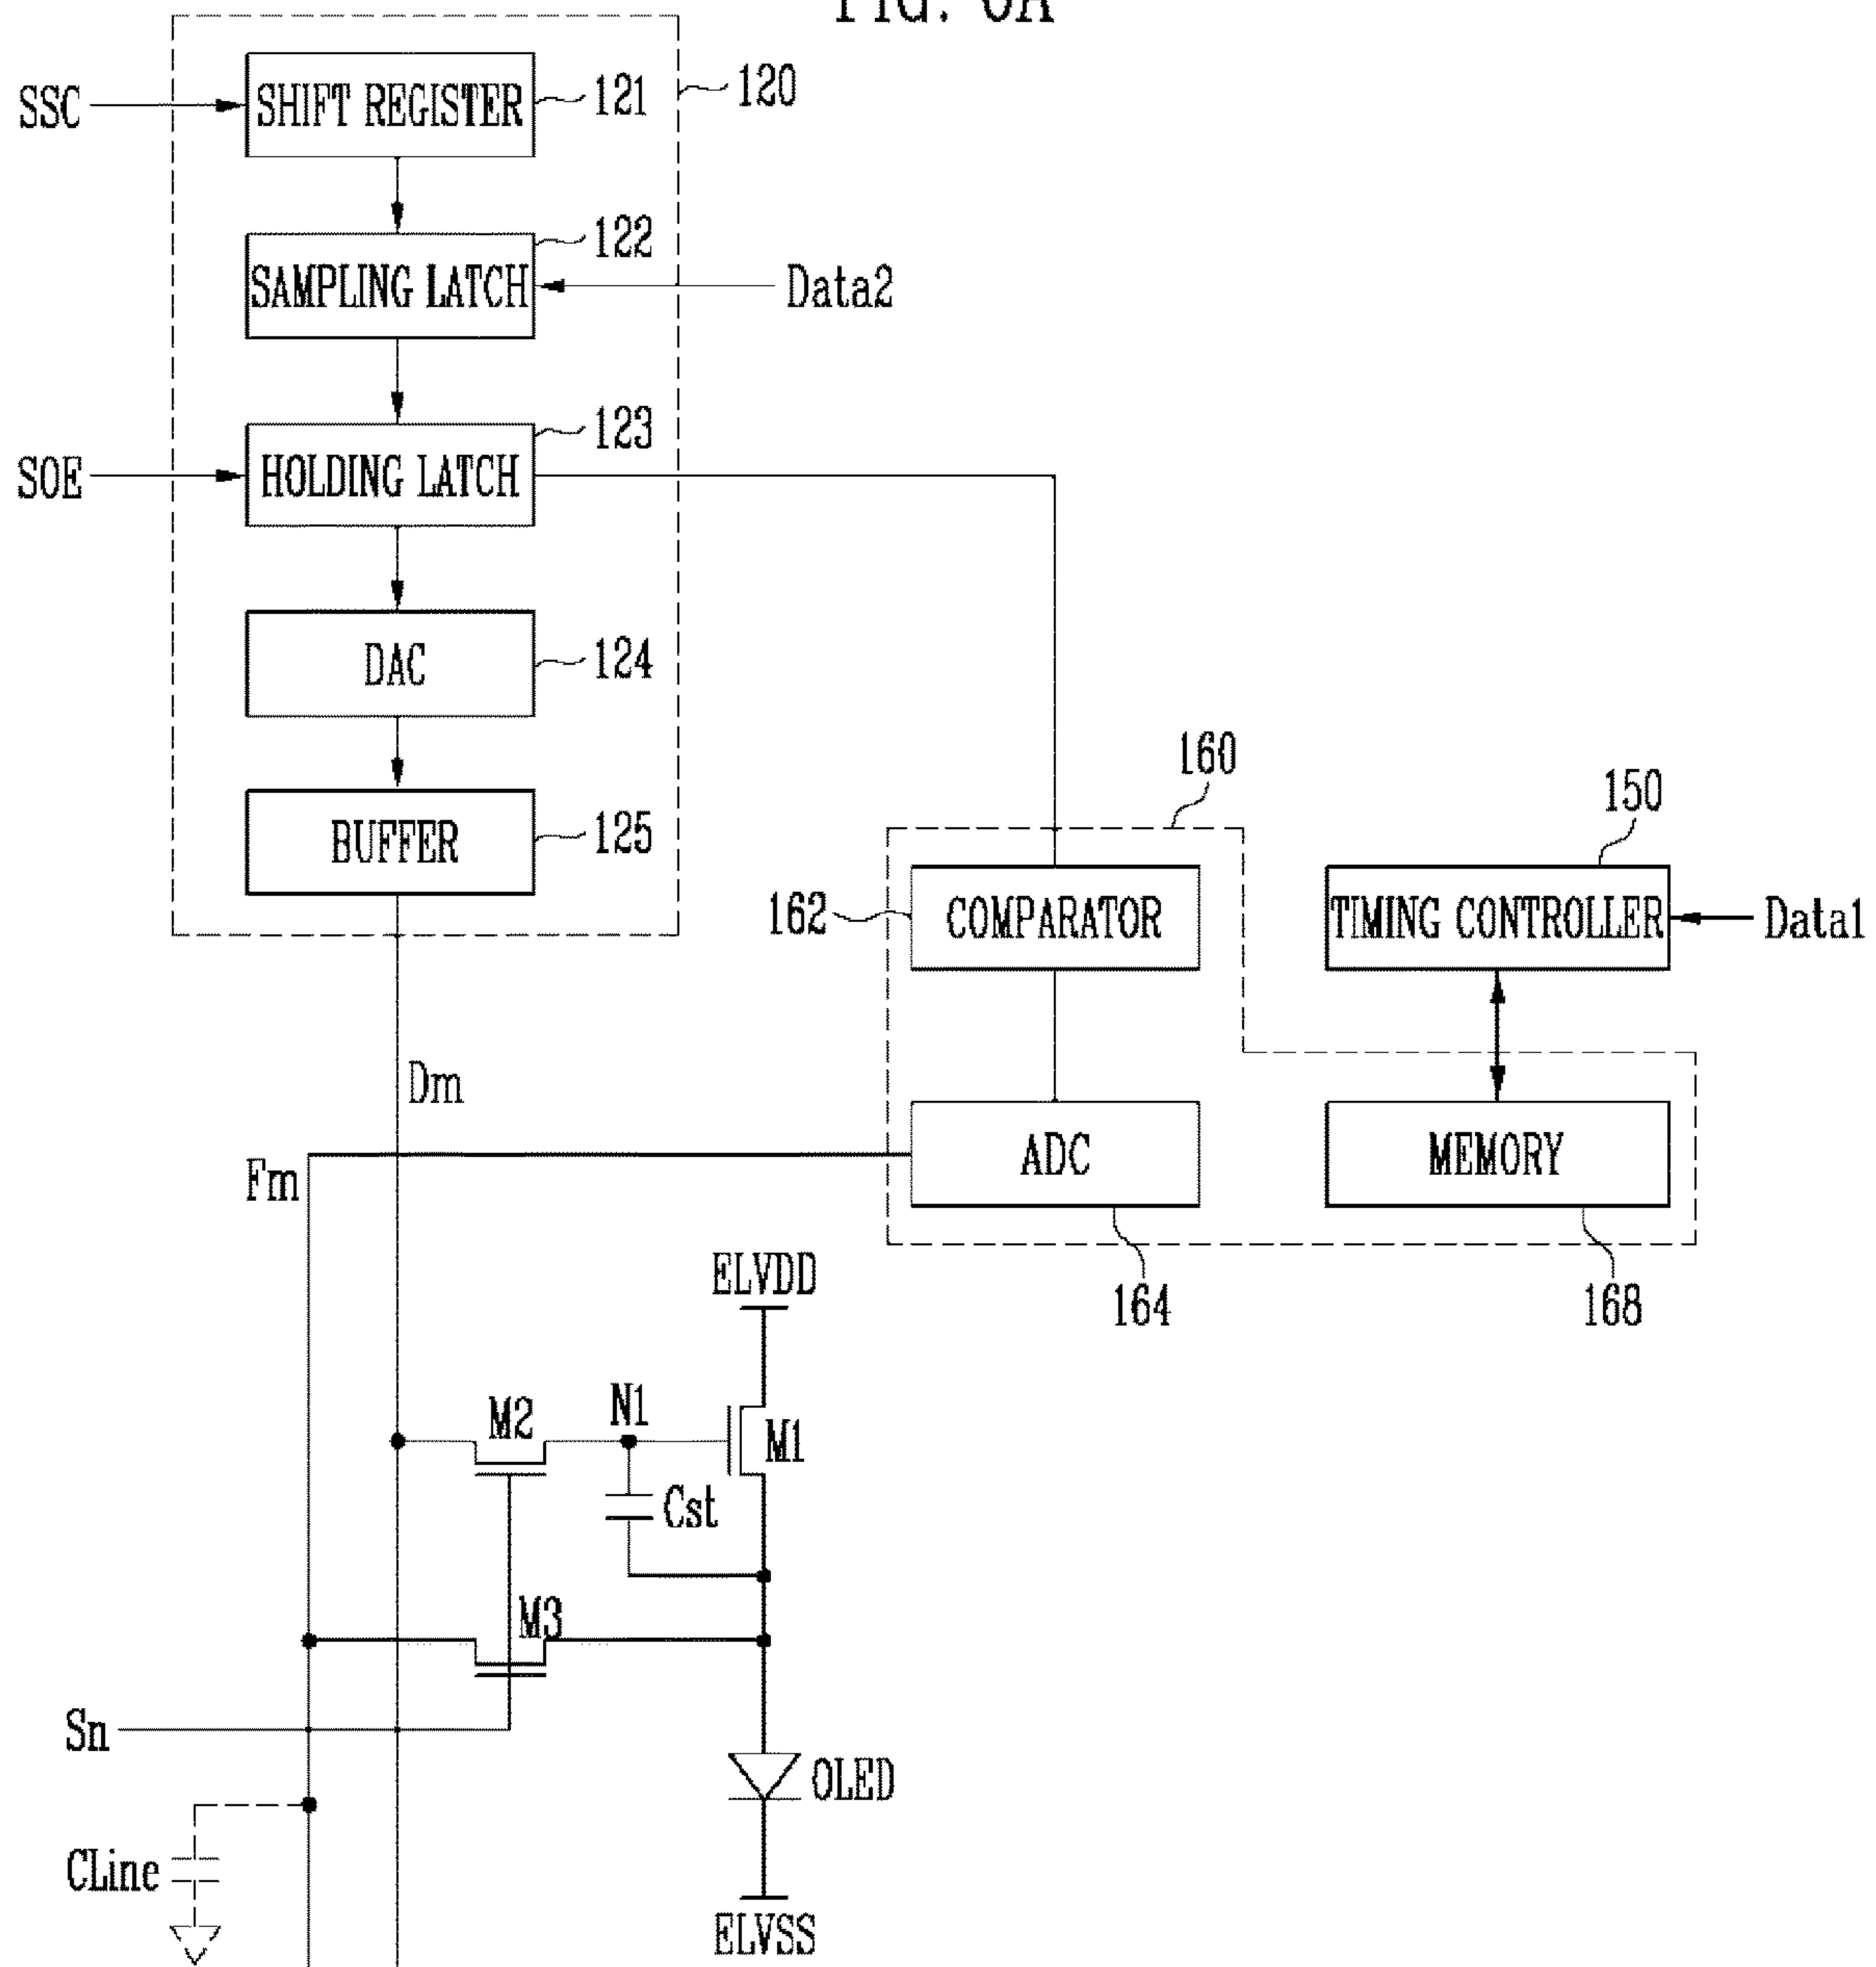 SSC
SHIFT REGISTER
121
120
122
SAMPLING LATCH
Data2
123
SOE
HOLDING LATCH
DAC
124
BUFFER
125
160
150
162
COMPARATOR
TIMING CONTROLLER
Data1
Dm
Fm
ADC
MEMORY
164
168
ELVDD
M2
N1
M1
Cst
M3
Sn
OLED
CLine
ELVSS